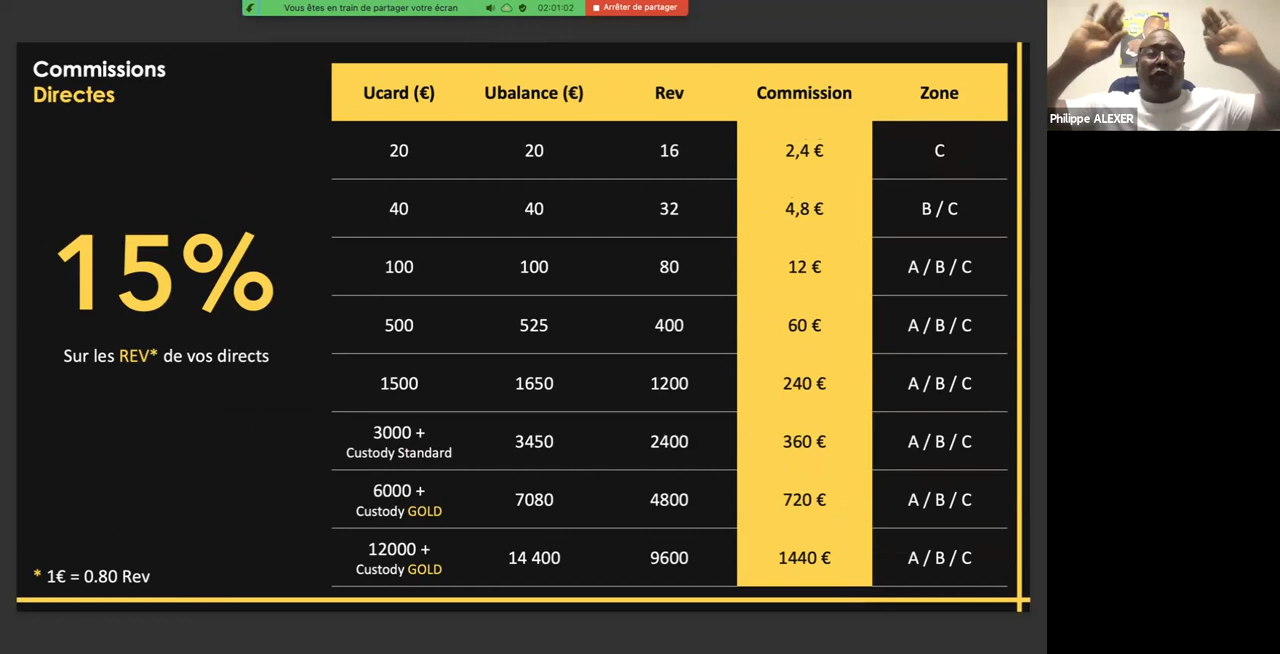 Vous êtes en train de partager votre écran
02:01:02
Arrêter de partager
Commissions
Directes
15%
Sur les REV* de vos directs
* 1€ = 0.80 Rev
Ucard (€) Ubalance (€) Rev Commission Zone
20 20 16 2,4 € C
40 40 32 4,8 € B / C
100 100 80 12 € A / B / C
500 525 400 60 € A / B / C
1500 1650 1200 240 € A / B / C
3000 +
Custody Standard 3450 2400 360 € A / B / C
6000 +
Custody GOLD 7080 4800 720 € A / B / C
12000 +
Custody GOLD 14 400 9600 1440 € A / B / C
Philippe ALEXER